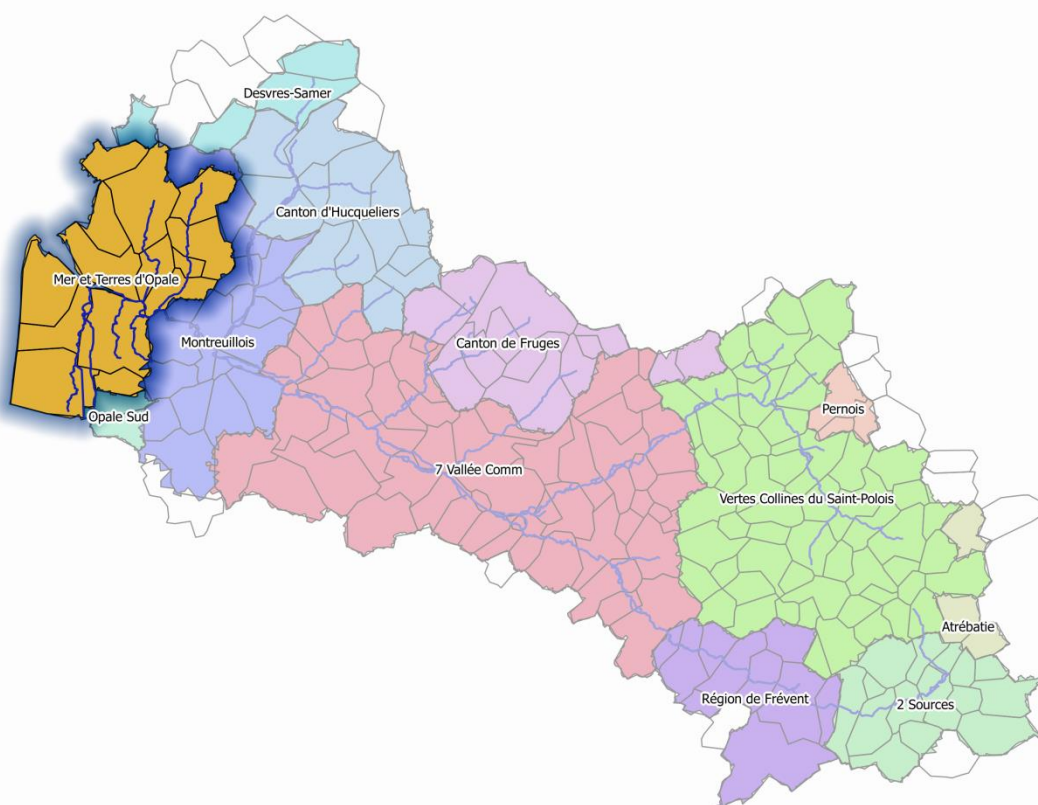 Desvres-Samer
Canton d'Hucqueliers
Mer et Terres d'Opale
Montreuillois
Canton de Fruges
Opale Sud
Pernois
7 Vallée Comm
Vertes Collines du Saint-Polois
Atrébatie
Région de Frévent
2 Sources